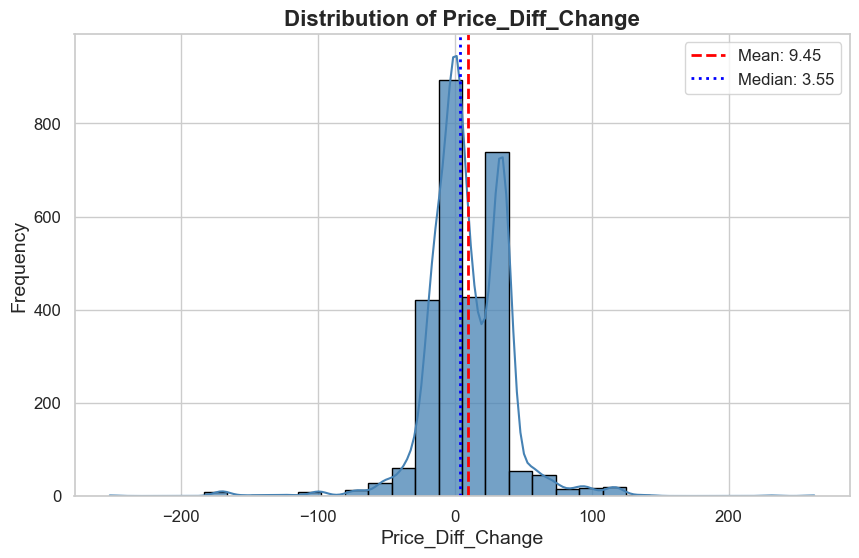 Distribution of Price_Diff_Change
Mean: 9.45
Median: 3.55
Frequency
800
600
400
200
0
−200
−100
0
100
200
Price_Diff_Change